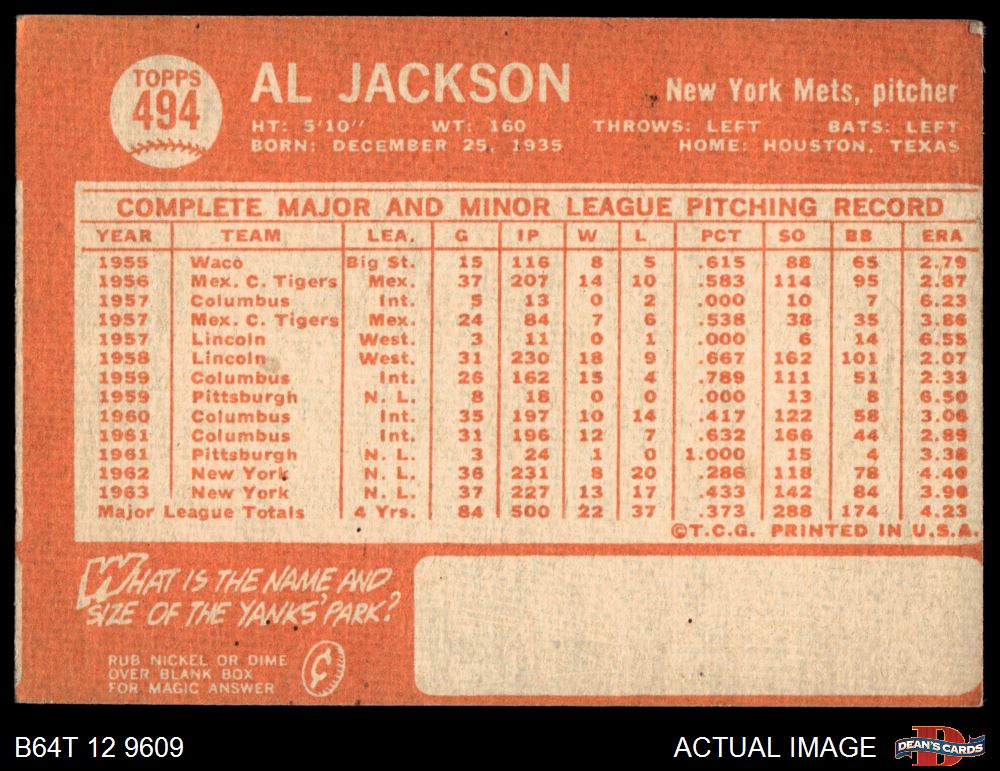 TOPPS
494
AL JACKSON
New York Mets, pitcher
HT: 5'10" WT: 160 THROWS: LEFT BATS: LEFT
BORN: DECEMBER 25, 1935 HOME: HOUSTON, TEXAS
COMPLETE MAJOR AND MINOR LEAGUE PITCHING RECORD
YEAR TEAM LEA. G IP W L PCT SO BB ERA
1955 Waco Big St. 15 116 8 5 .615 88 65 2.79
1956 Mex. C. Tigers Mex. 37 207 14 10 .583 114 95 2.87
1957 Columbus Int. 5 13 0 2 .000 10 7 6.23
1957 Mex. C. Tigers Mex. 24 84 7 6 .538 38 35 3.86
1957 Lincoln West. 3 11 0 1 .000 6 14 6.55
1958 Lincoln West. 31 230 18 9 .667 162 101 2.07
1959 Columbus Int. 26 162 15 4 .789 111 51 2.33
1959 Pittsburgh N. L. 8 18 0 0 .000 13 8 6.50
1960 Columbus Int. 35 197 10 14 .417 122 58 3.06
1961 Columbus Int. 31 196 12 7 .632 166 44 2.89
1961 Pittsburgh N. L. 3 24 1 0 1.000 15 4 3.38
1962 New York N. L. 36 231 8 20 .286 118 78 4.40
1963 New York N. L. 37 227 13 17 .433 142 84 3.96
Major League Totals 4 Yrs. 84 500 22 37 .373 288 174 4.23
©T.C.G. PRINTED IN U.S.A.
WHAT IS THE NAME AND
SIZE OF THE YANKS' PARK?
RUB NICKEL OR DIME
OVER BLANK BOX
FOR MAGIC ANSWER
¢
B64T 12 9609
ACTUAL IMAGE
D
DEAN'S CARDS